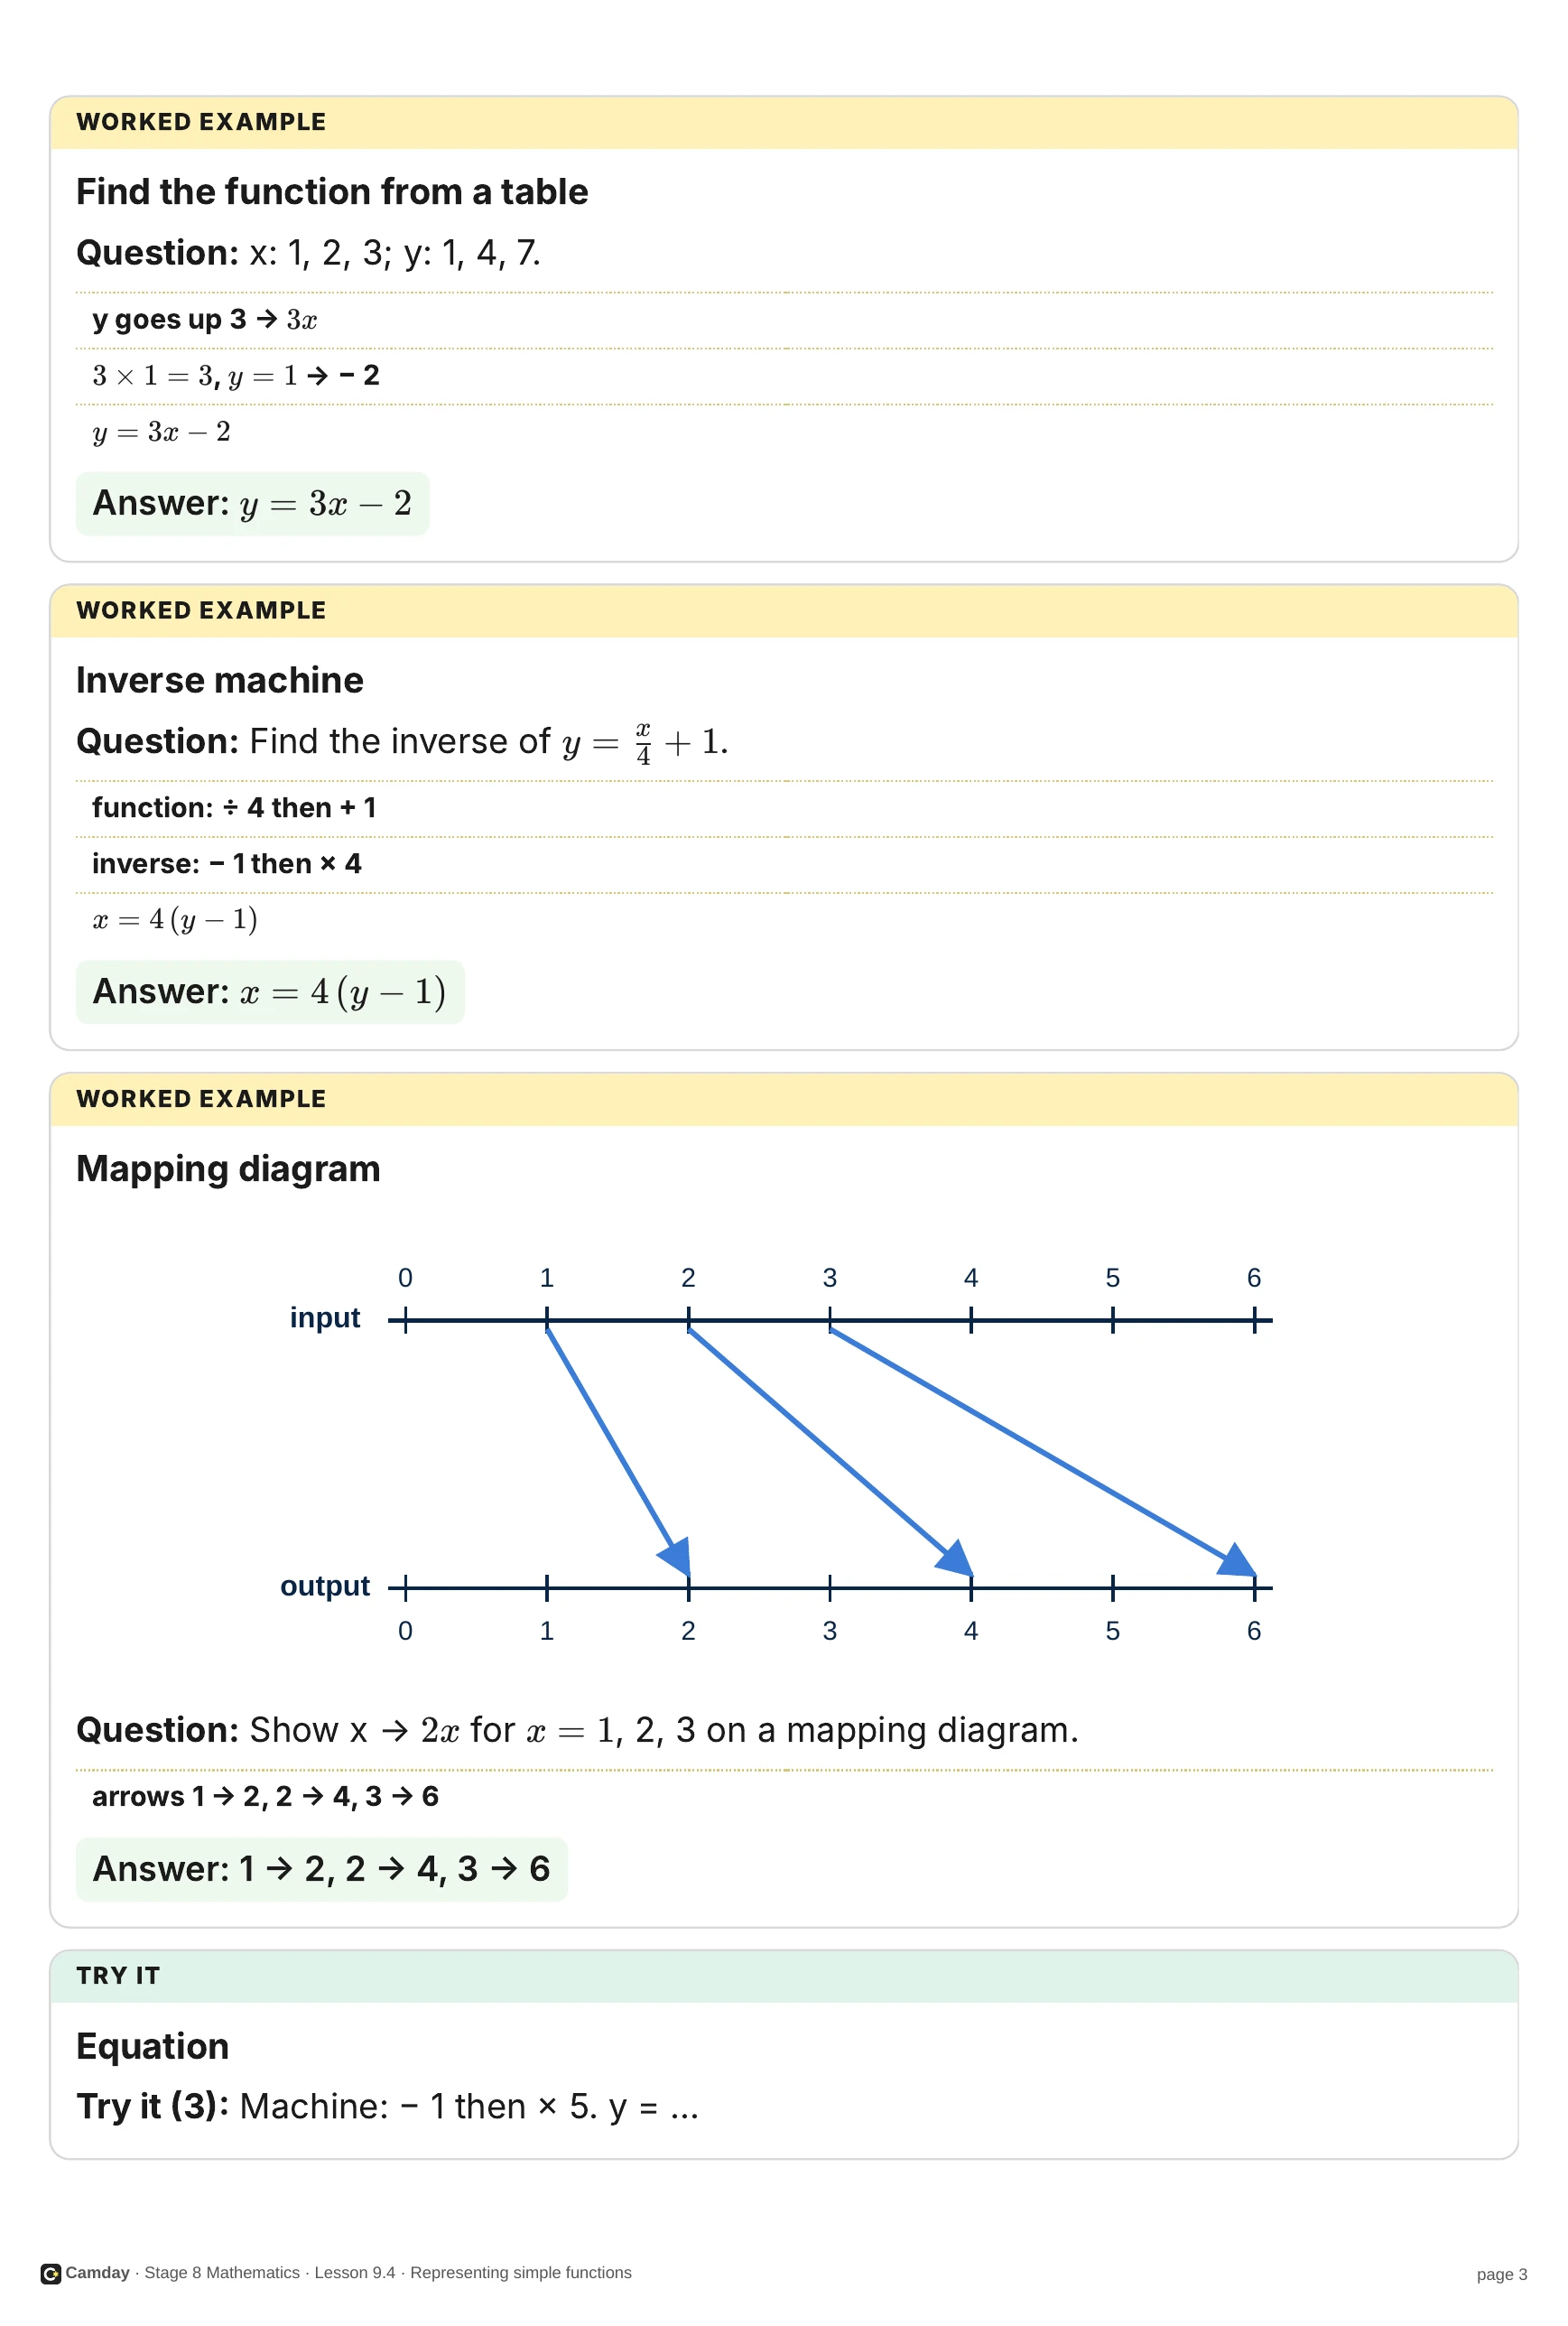 WORKED EXAMPLE
Find the function from a table
Question: x: 1, 2, 3; y: 1, 4, 7.
y goes up 3 → 3x
3 × 1 = 3, y = 1 → − 2
y = 3x − 2
Answer: y = 3x − 2
WORKED EXAMPLE
Inverse machine
Question: Find the inverse of y = x/4 + 1.
function: ÷ 4 then + 1
inverse: − 1 then × 4
x = 4 (y − 1)
Answer: x = 4 (y − 1)
WORKED EXAMPLE
Mapping diagram
0 1 2 3 4 5 6
input
output
0 1 2 3 4 5 6
Question: Show x → 2x for x = 1, 2, 3 on a mapping diagram.
arrows 1 → 2, 2 → 4, 3 → 6
Answer: 1 → 2, 2 → 4, 3 → 6
TRY IT
Equation
Try it (3): Machine: − 1 then × 5. y = ...
Camday · Stage 8 Mathematics · Lesson 9.4 · Representing simple functions
page 3